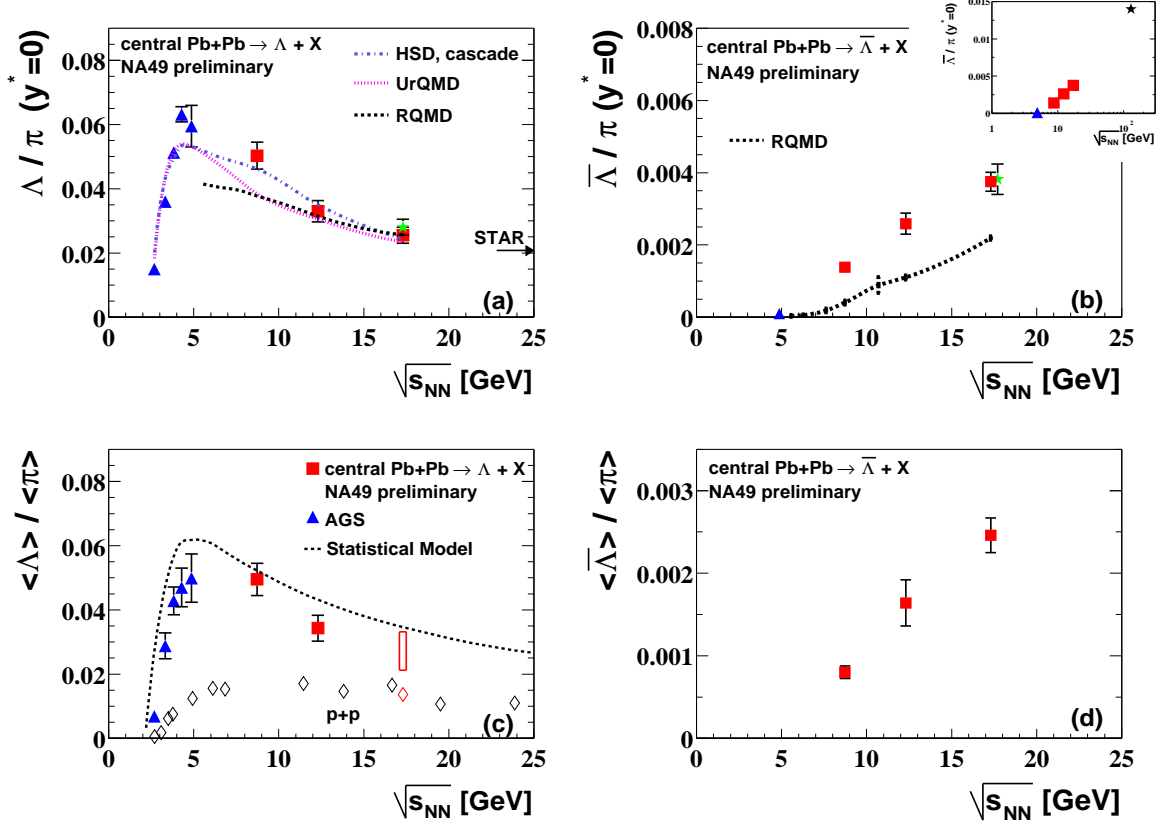 central Pb+Pb → Λ + X
NA49 preliminary
HSD, cascade
UrQMD
RQMD
Λ / π (y* =0)
0.08
0.06
0.04
0.02
0
STAR
(a)
0 5 10 15 20 25
√sNN [GeV]
central Pb+Pb → Λ̅ + X
NA49 preliminary
RQMD
Λ̅ / π (y* =0)
0.008
0.006
0.004
0.002
0
(b)
0 5 10 15 20 25
√sNN [GeV]
Λ̅ / π (y* =0)
0.015
0.01
0.005
0
1 10 10²
√sNN [GeV]
central Pb+Pb → Λ + X
NA49 preliminary
AGS
Statistical Model
<Λ> / <π>
0.08
0.06
0.04
0.02
0
p+p
(c)
0 5 10 15 20 25
√sNN [GeV]
central Pb+Pb → Λ̅ + X
NA49 preliminary
<Λ̅> / <π>
0.003
0.002
0.001
0
(d)
0 5 10 15 20 25
√sNN [GeV]